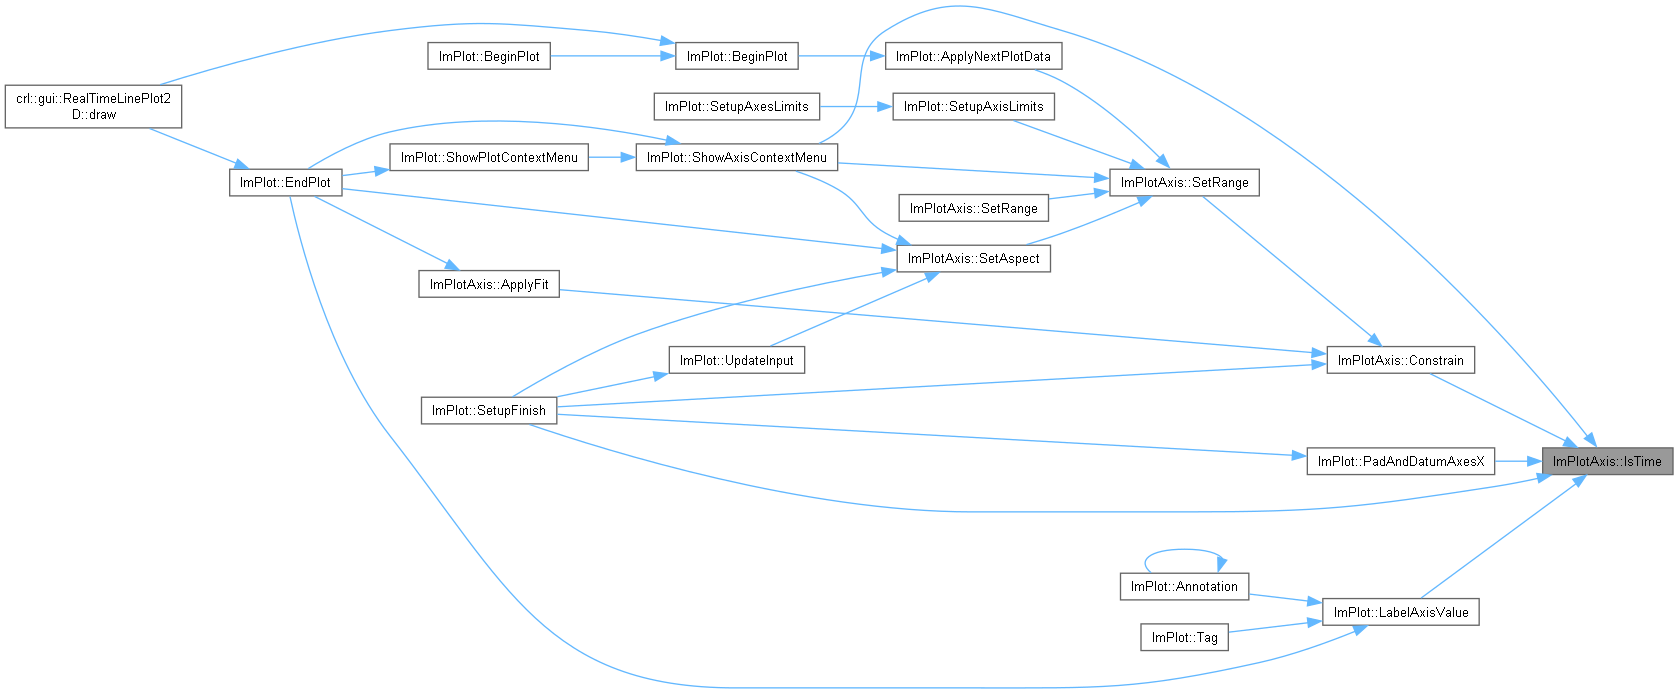 ImPlot::BeginPlot
ImPlot::BeginPlot
ImPlot::ApplyNextPlotData
crl::gui::RealTimeLinePlot2
D::draw
ImPlot::SetupAxesLimits
ImPlot::SetupAxisLimits
ImPlot::ShowPlotContextMenu
ImPlot::ShowAxisContextMenu
ImPlot::EndPlot
ImPlotAxis::SetRange
ImPlotAxis::SetRange
ImPlotAxis::SetAspect
ImPlotAxis::ApplyFit
ImPlot::UpdateInput
ImPlotAxis::Constrain
ImPlot::SetupFinish
ImPlot::PadAndDatumAxesX
ImPlotAxis::IsTime
ImPlot::Annotation
ImPlot::LabelAxisValue
ImPlot::Tag